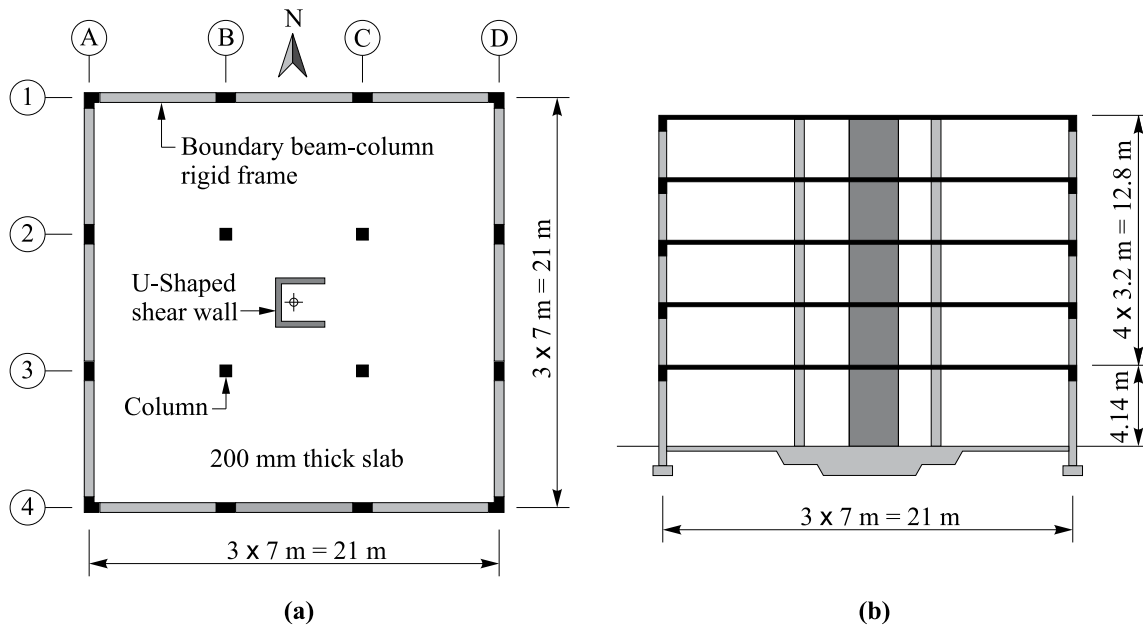 A
B
N
C
D
1
Boundary beam-column
rigid frame
2
U-Shaped
shear wall
3
Column
200 mm thick slab
4
3 x 7 m = 21 m
3 x 7 m = 21 m
(a)
4 x 3.2 m = 12.8 m
4.14 m
3 x 7 m = 21 m
(b)